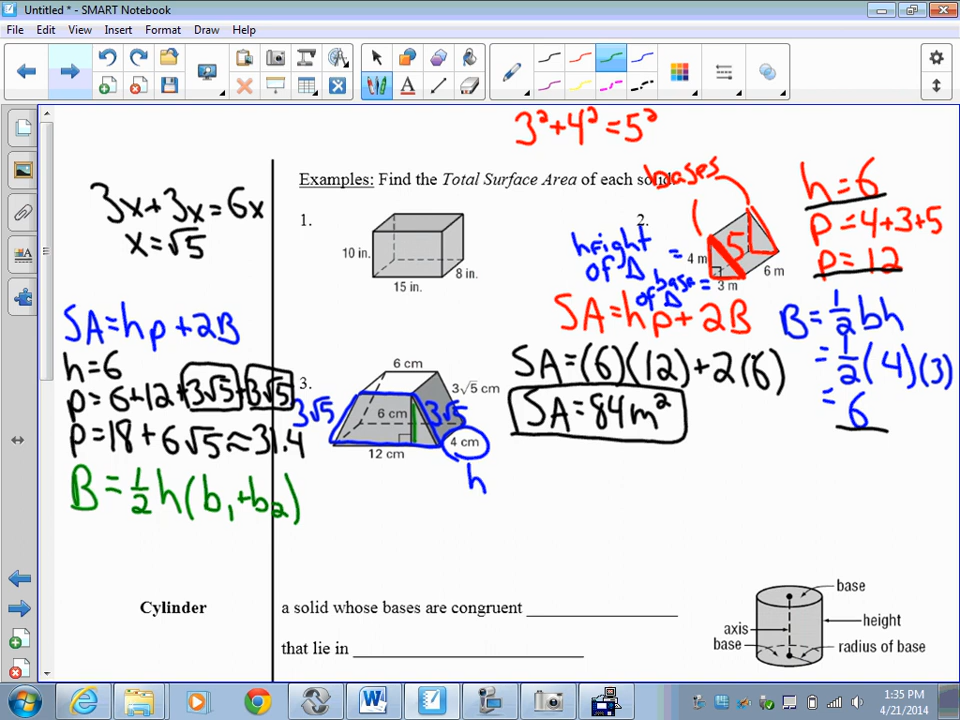 Untitled * - SMART Notebook
File Edit View Insert Format Draw Help
3²+4²=5²
Examples: Find the Total Surface Area of each solid.
bases
3x+3x=6x
x=√5
1.
10 in.
8 in.
15 in.
2.
height of Δ =
4 m
5
6 m
base of Δ =
3 m
h=6
p=4+3+5
p=12
SA=hp+2B
B=½bh
=½(4)(3)
=6
SA=(6)(12)+2(6)
SA=84m²
SA=hp+2B
h=6
p=6+12+3√5+3√5
p=18+6√5≈31.4
B=½h(b₁+b₂)
3.
6 cm
3√5 cm
3√5
6 cm
3√5
4 cm
12 cm
h
Cylinder
a solid whose bases are congruent ____________________
that lie in ______________________________
base
axis
height
base
radius of base
1:35 PM
4/21/2014